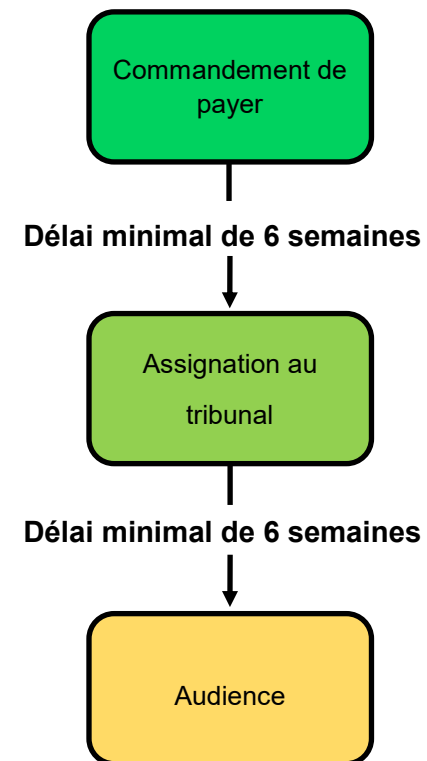 Commandement de
payer
Délai minimal de 6 semaines
Assignation au
tribunal
Délai minimal de 6 semaines
Audience